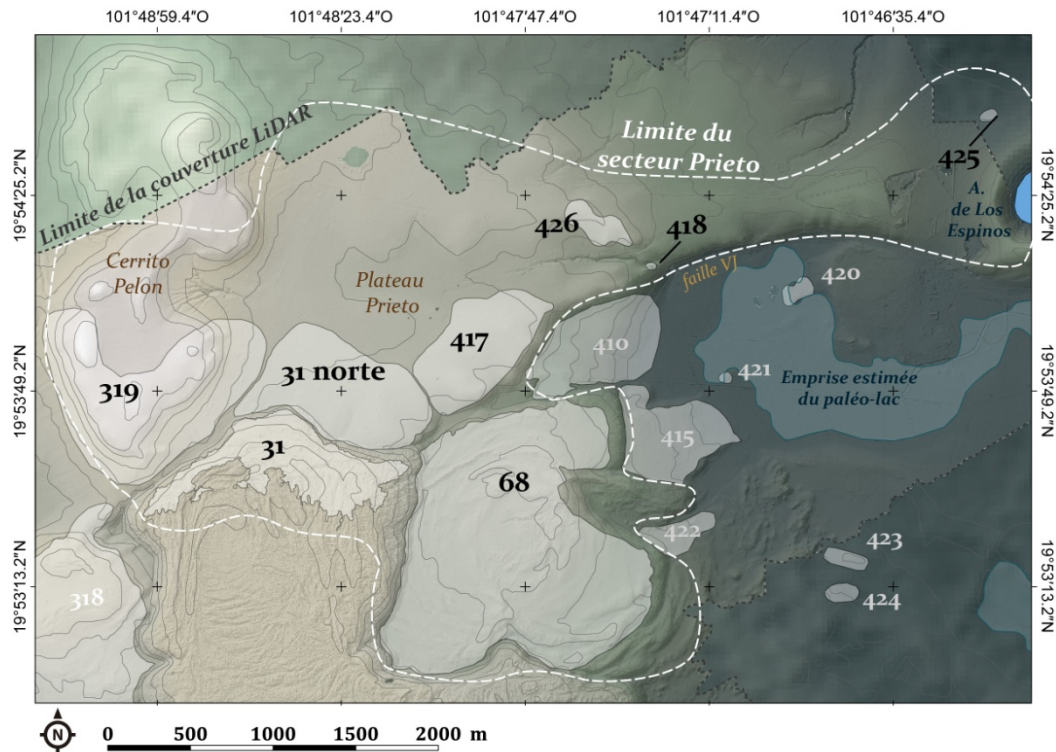 101°48'59.4"O 101°48'23.4"O 101°47'47.4"O 101°47'11.4"O 101°46'35.4"O
Limite de la couverture LiDAR
Limite du
secteur Prieto
425
19°54'25.2"N
19°54'25.2"N
A.
de Los
Espinos
426
418
Cerrito
Pelon
Plateau
Prieto
faille VJ
420
417
410
31 norte
319
421
Emprise estimée
du paléo-lac
19°53'49.2"N
19°53'49.2"N
415
31
68
422
423
424
318
19°53'13.2"N
19°53'13.2"N
N
0 500 1000 1500 2000 m